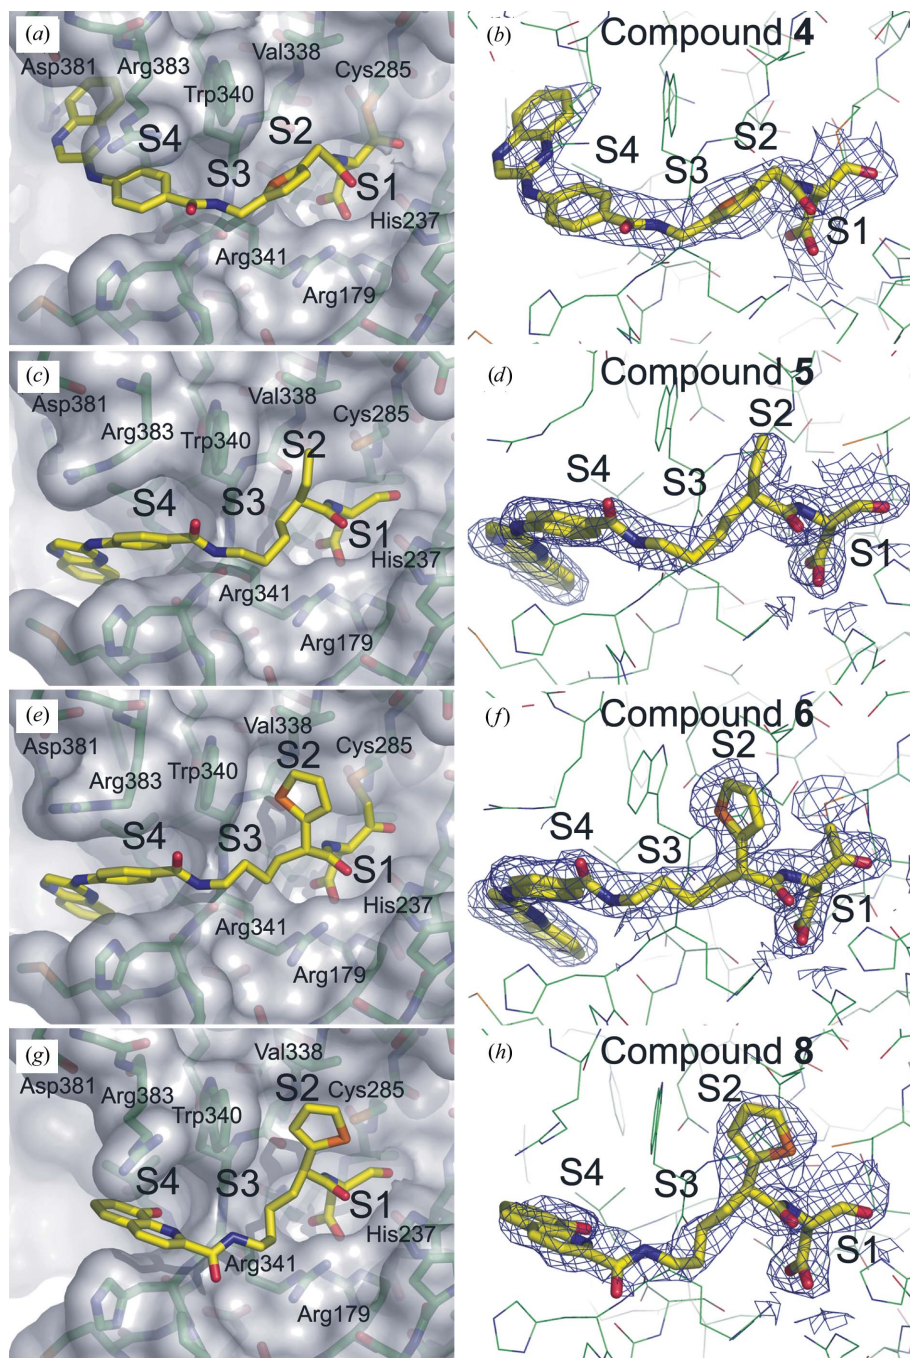 (a)
Asp381
Arg383
Val338
Trp340
Cys285
S4
S3
S2
S1
His237
Arg341
Arg179
(b)
Compound 4
S4
S3
S2
S1
(c)
Asp381
Arg383
Val338
Trp340
Cys285
S2
S4
S3
S1
His237
Arg341
Arg179
(d)
Compound 5
S2
S4
S3
S1
(e)
Asp381
Arg383
Val338
Trp340
Cys285
S2
S4
S3
S1
His237
Arg341
Arg179
(f)
Compound 6
S2
S4
S3
S1
(g)
Asp381
Arg383
Val338
Trp340
Cys285
S2
S4
S3
S1
His237
Arg341
Arg179
(h)
Compound 8
S2
S4
S3
S1